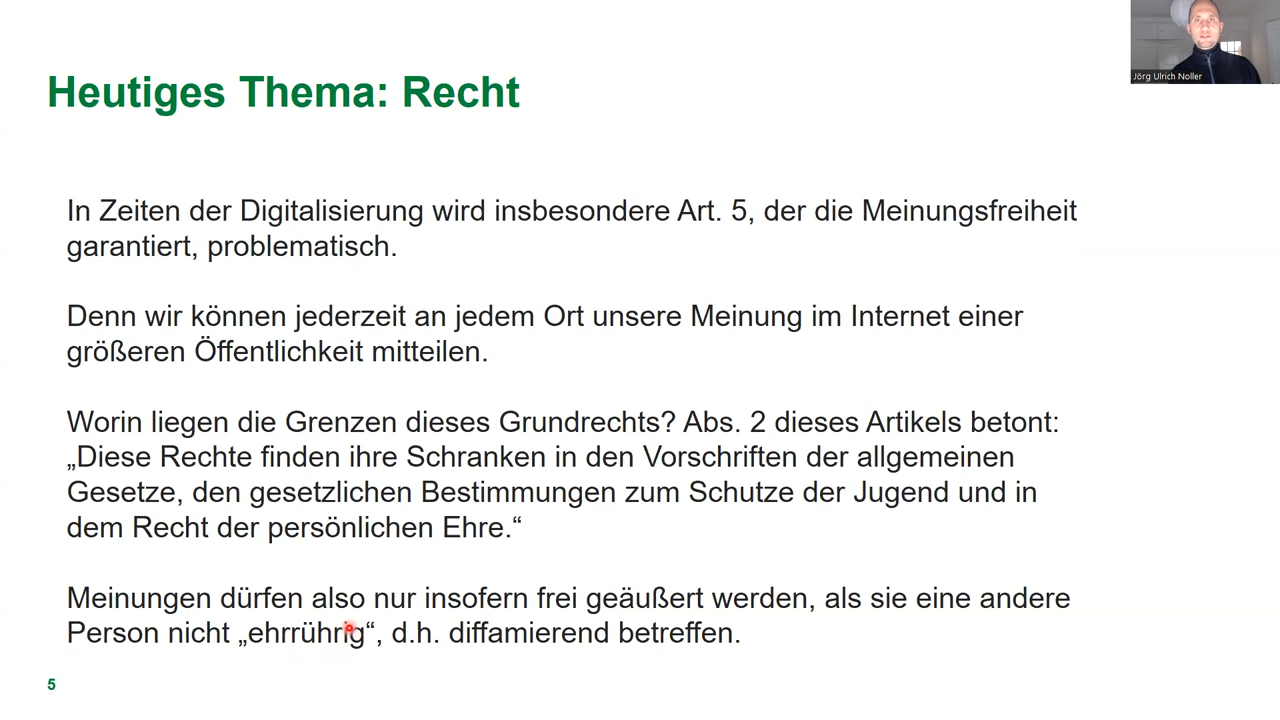 Jörg Ulrich Noller
Heutiges Thema: Recht
In Zeiten der Digitalisierung wird insbesondere Art. 5, der die Meinungsfreiheit
garantiert, problematisch.
Denn wir können jederzeit an jedem Ort unsere Meinung im Internet einer
größeren Öffentlichkeit mitteilen.
Worin liegen die Grenzen dieses Grundrechts? Abs. 2 dieses Artikels betont:
„Diese Rechte finden ihre Schranken in den Vorschriften der allgemeinen
Gesetze, den gesetzlichen Bestimmungen zum Schutze der Jugend und in
dem Recht der persönlichen Ehre.“
Meinungen dürfen also nur insofern frei geäußert werden, als sie eine andere
Person nicht „ehrrührig“, d.h. diffamierend betreffen.
5